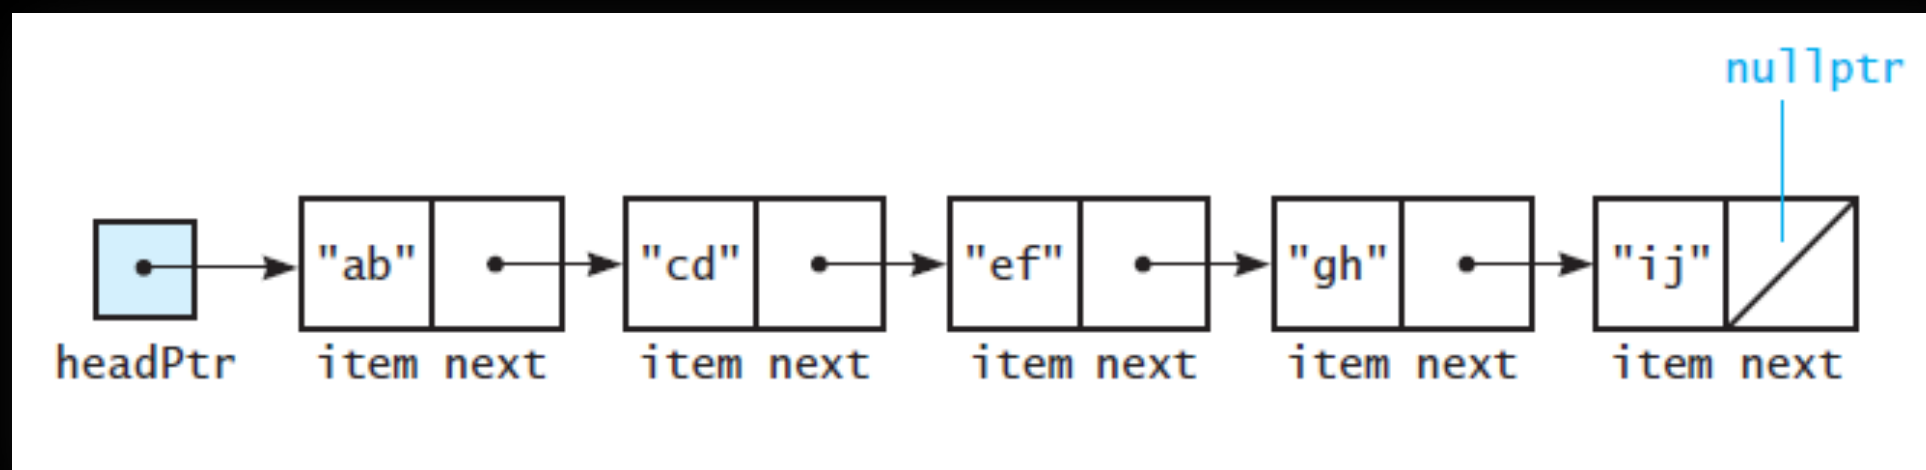 nullptr
"ab" "cd" "ef" "gh" "ij"
headPtr item next item next item next item next item next